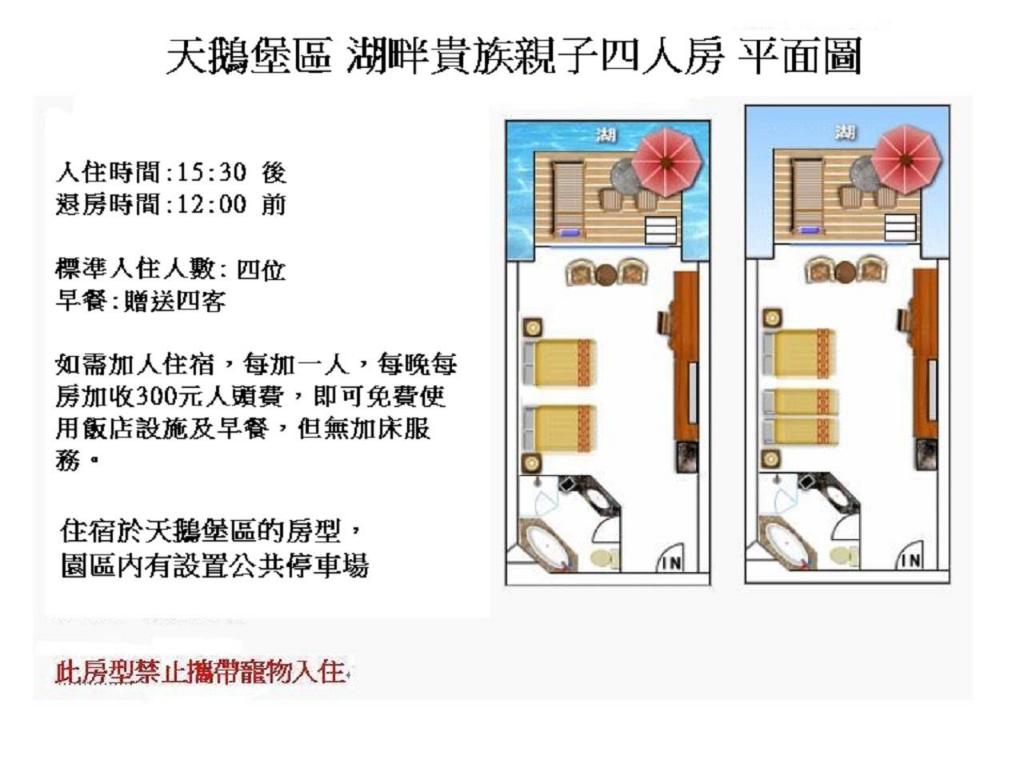 天鵝堡區 湖畔貴族親子四人房 平面圖
入住時間:15:30 後
退房時間:12:00 前
標準入住人數: 四位
早餐:贈送四客
如需加人住宿，每加一人，每晚每
房加收300元人頭費，即可免費使
用飯店設施及早餐，但無加床服
務。
住宿於天鵝堡區的房型，
園區內有設置公共停車場
此房型禁止攜帶寵物入住
湖
IN
湖
IN